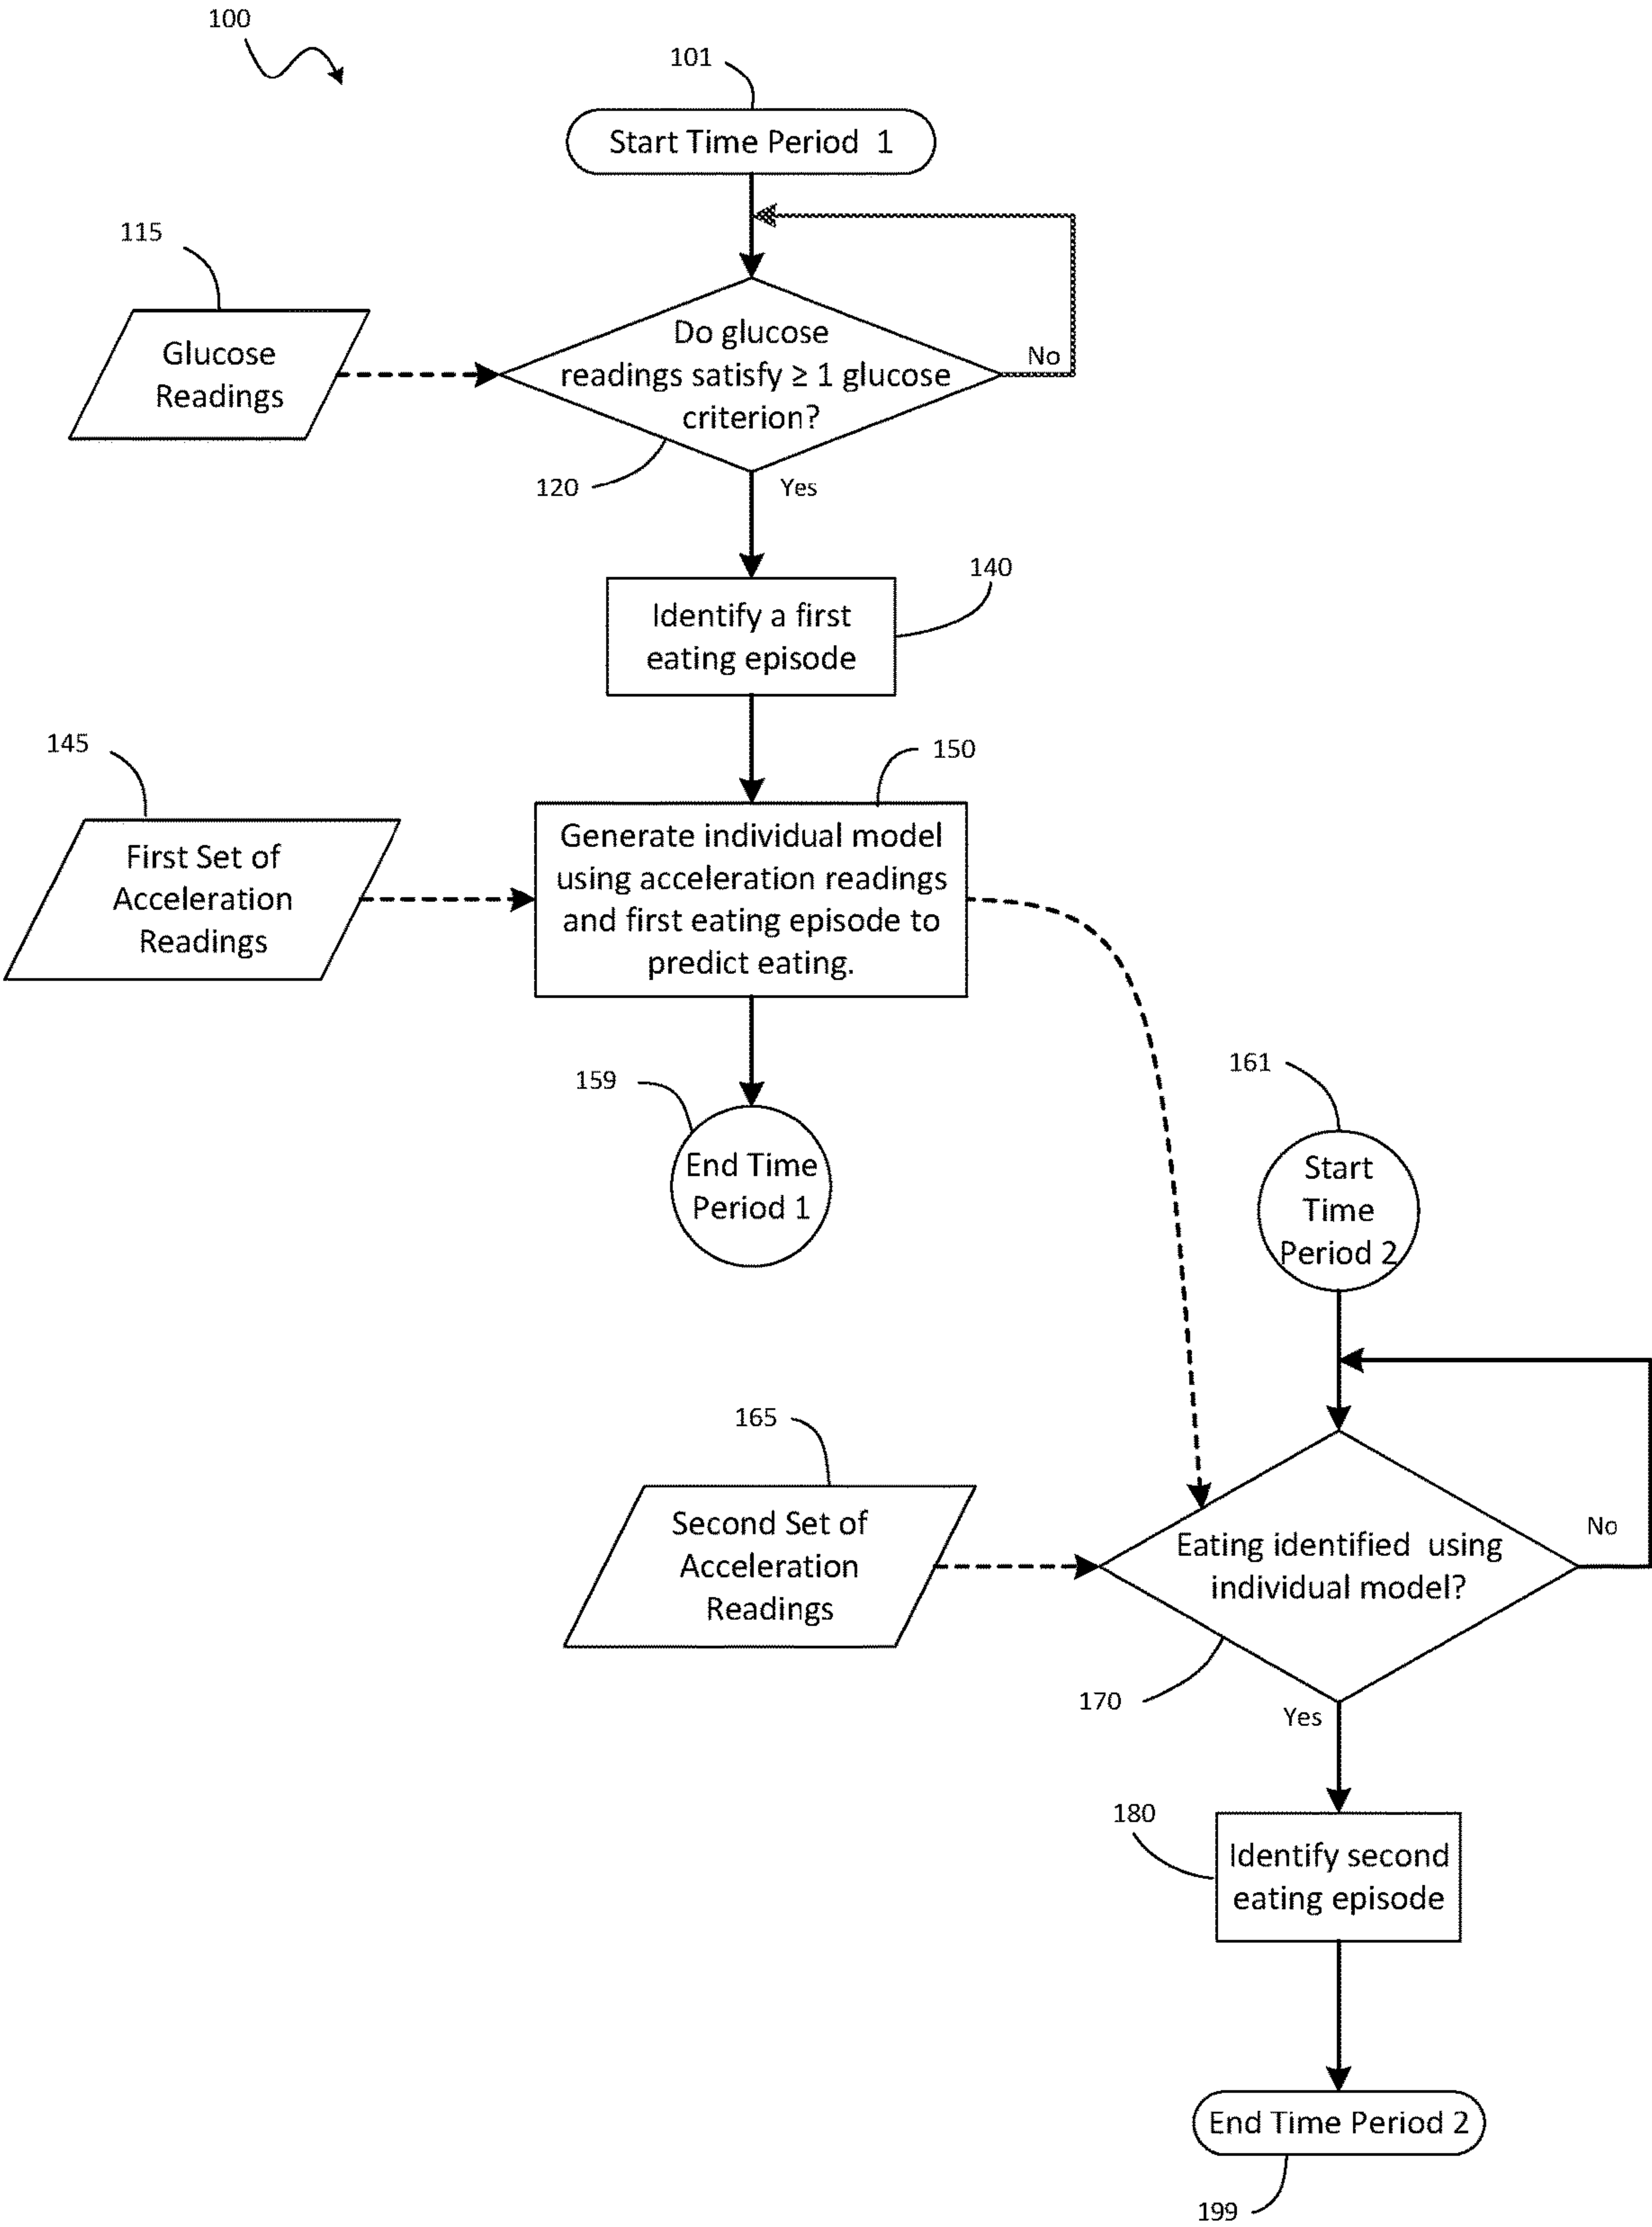 100
101
Start Time Period 1
115
Glucose
Readings
Do glucose
readings satisfy ≥ 1 glucose
criterion?
No
120
Yes
140
Identify a first
eating episode
145
150
First Set of
Acceleration
Readings
Generate individual model
using acceleration readings
and first eating episode to
predict eating.
159
End Time
Period 1
161
Start
Time
Period 2
165
Second Set of
Acceleration
Readings
Eating identified using
individual model?
No
170
Yes
180
Identify second
eating episode
End Time Period 2
199